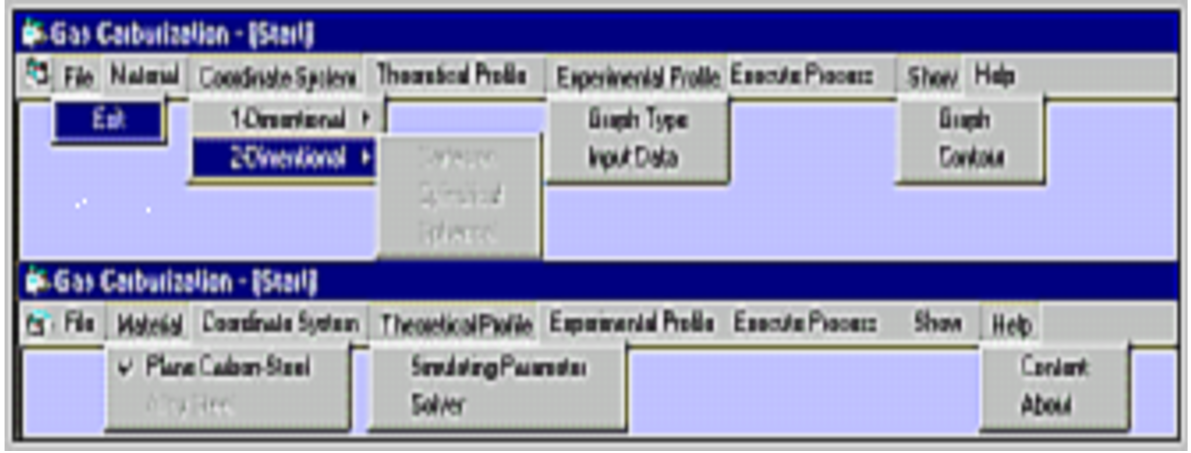 Gas Carburization - [Start]
File Material Coordinate System Theoretical Profile Experimental Profile Execute Process Show Help
Exit 1-Dimentional Graph Type Graph
2-Dimentional Cartesian Input Data Contour
Cylindrical
Spherical
Gas Carburization - [Start]
File Material Coordinate System Theoretical Profile Experimental Profile Execute Process Show Help
Plane Carbon-Steel Simulating Parameter Content
Alloy Steel Solver About